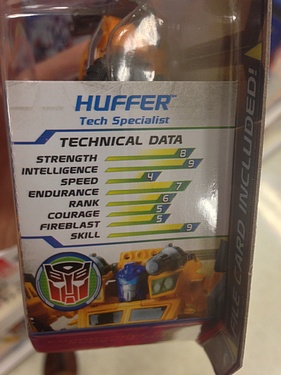 HUFFER™
Tech Specialist
TECHNICAL DATA
STRENGTH 8
INTELLIGENCE 9
SPEED 4
ENDURANCE 7
RANK 6
COURAGE 5
FIREBLAST 5
SKILL 9
CARD INCLUDED!